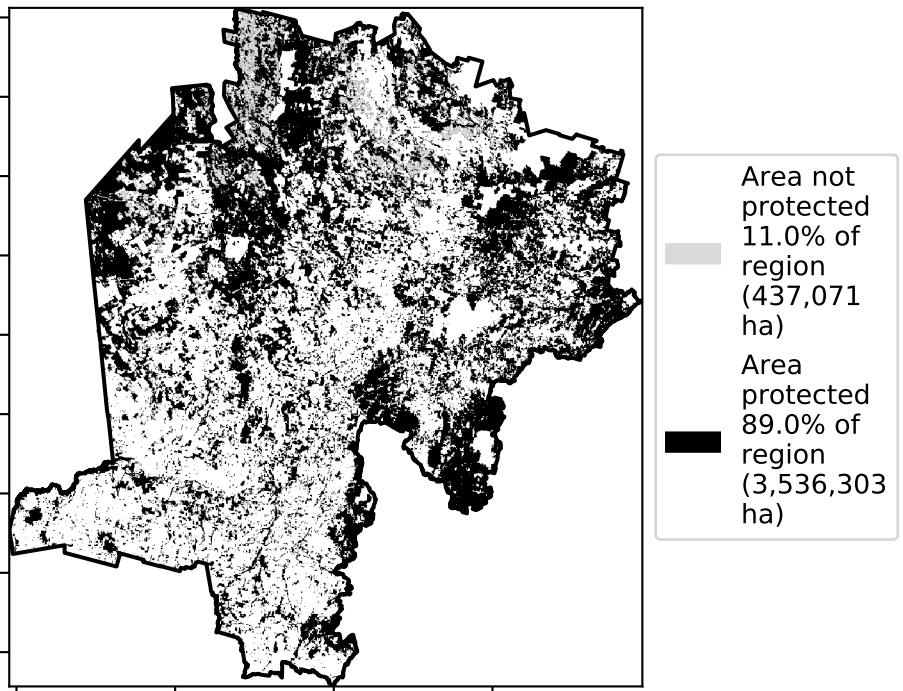 Area not
protected
11.0% of
region
(437,071
ha)
Area
protected
89.0% of
region
(3,536,303
ha)